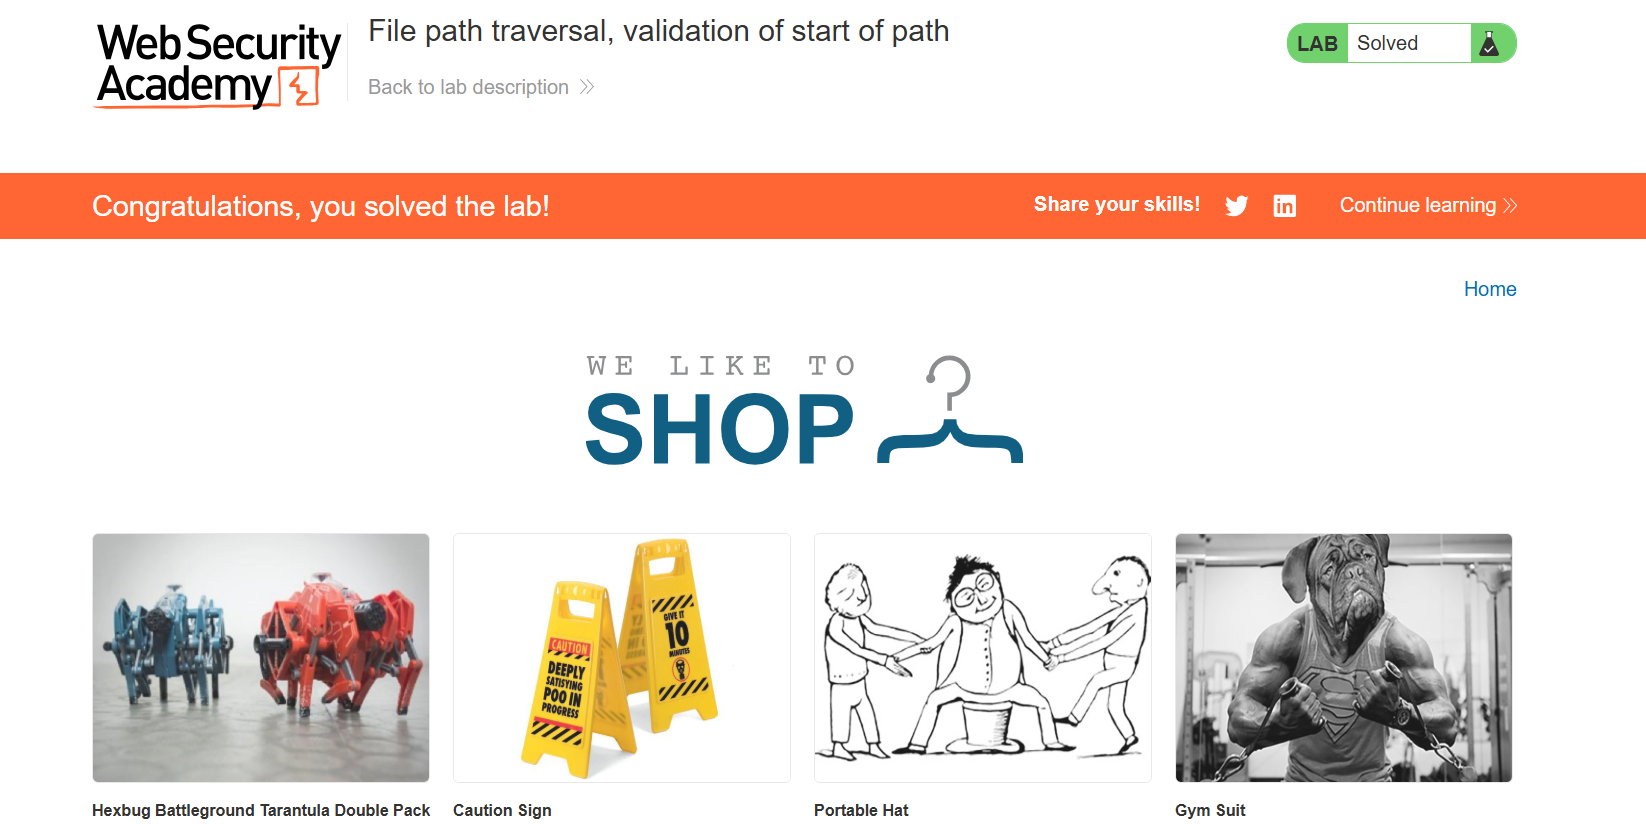 Web Security
Academy
File path traversal, validation of start of path
Back to lab description
LAB Solved
Congratulations, you solved the lab!
Share your skills!
in
Continue learning
Home
WE LIKE TO
SHOP
CAUTION
DEEPLY
SATISFYING
POO IN
PROGRESS
GIVE IT
10
MINUTES
S
Hexbug Battleground Tarantula Double Pack
Caution Sign
Portable Hat
Gym Suit